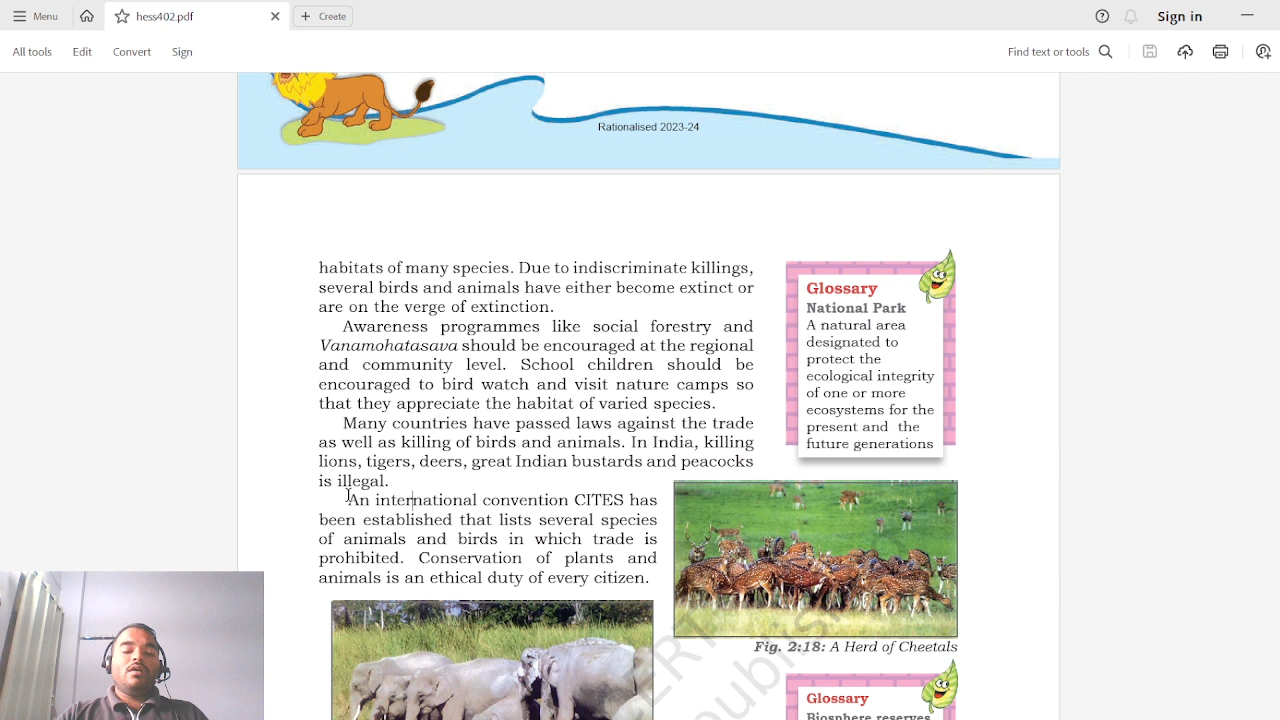 Menu
hess402.pdf
Create
Sign in
All tools
Edit
Convert
Sign
Find text or tools
Rationalised 2023-24
habitats of many species. Due to indiscriminate killings,
several birds and animals have either become extinct or
are on the verge of extinction.
Awareness programmes like social forestry and
Vanamohatasava should be encouraged at the regional
and community level. School children should be
encouraged to bird watch and visit nature camps so
that they appreciate the habitat of varied species.
Many countries have passed laws against the trade
as well as killing of birds and animals. In India, killing
lions, tigers, deers, great Indian bustards and peacocks
is illegal.
An international convention CITES has
been established that lists several species
of animals and birds in which trade is
prohibited. Conservation of plants and
animals is an ethical duty of every citizen.
Glossary
National Park
A natural area
designated to
protect the
ecological integrity
of one or more
ecosystems for the
present and the
future generations
Fig. 2:18: A Herd of Cheetals
Glossary
Biosphere reserves